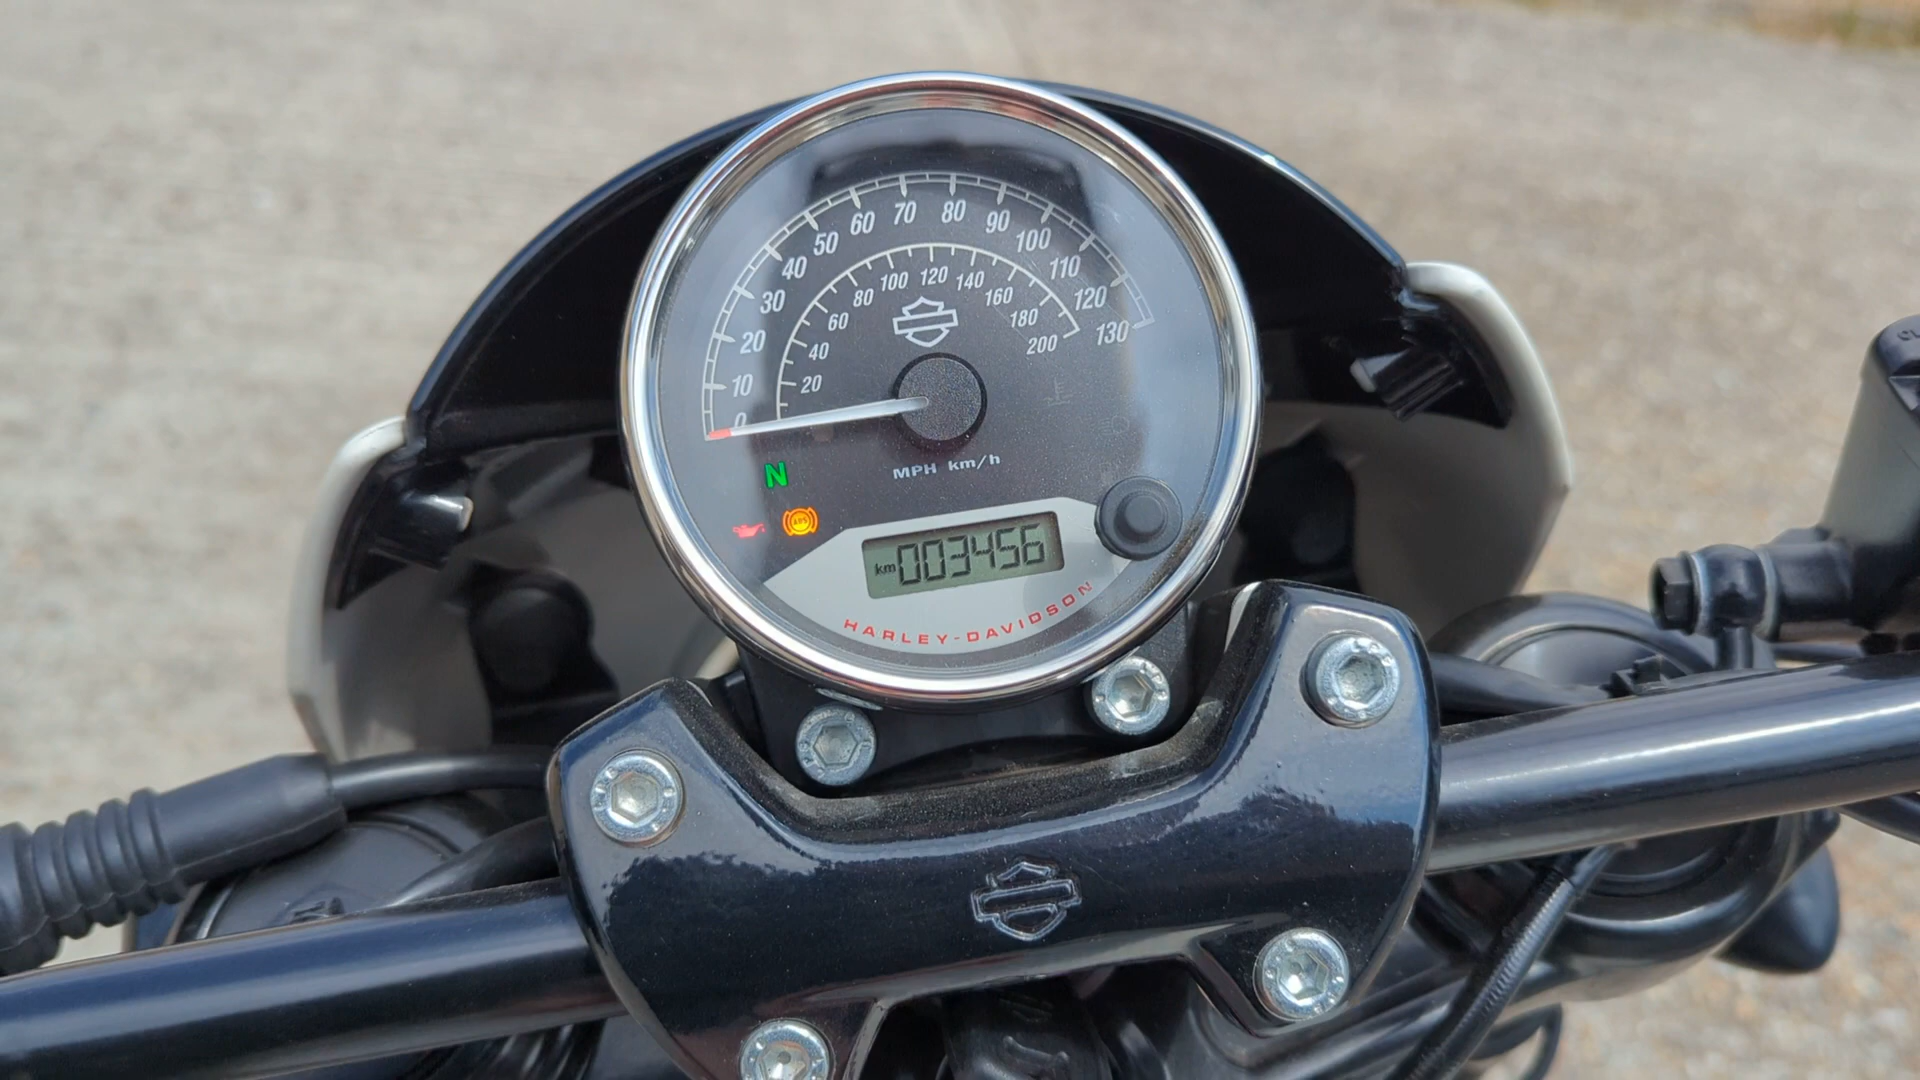 0 10 20 30 40 50 60 70 80 90 100 110 120 130
20 40 60 80 100 120 140 160 180 200
N
MPH km/h
ABS
km 003456
HARLEY-DAVIDSON